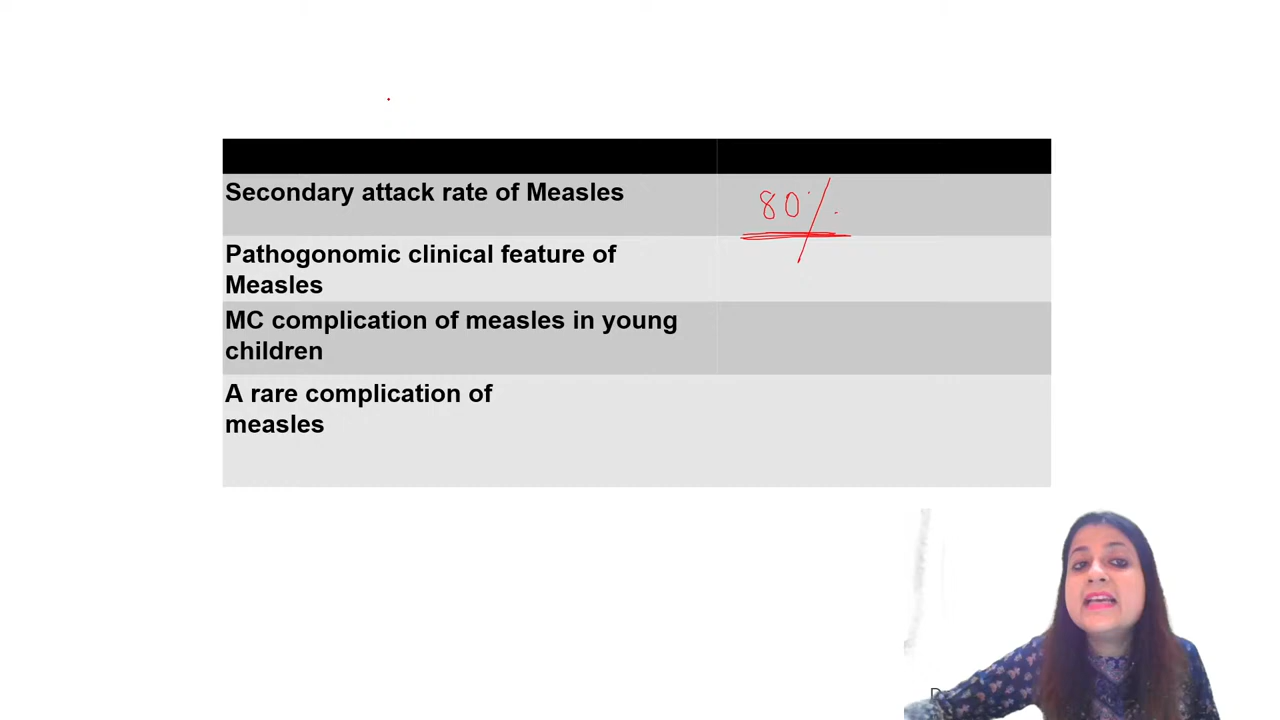 Secondary attack rate of Measles
80%
Pathogonomic clinical feature of
Measles
MC complication of measles in young
children
A rare complication of
measles